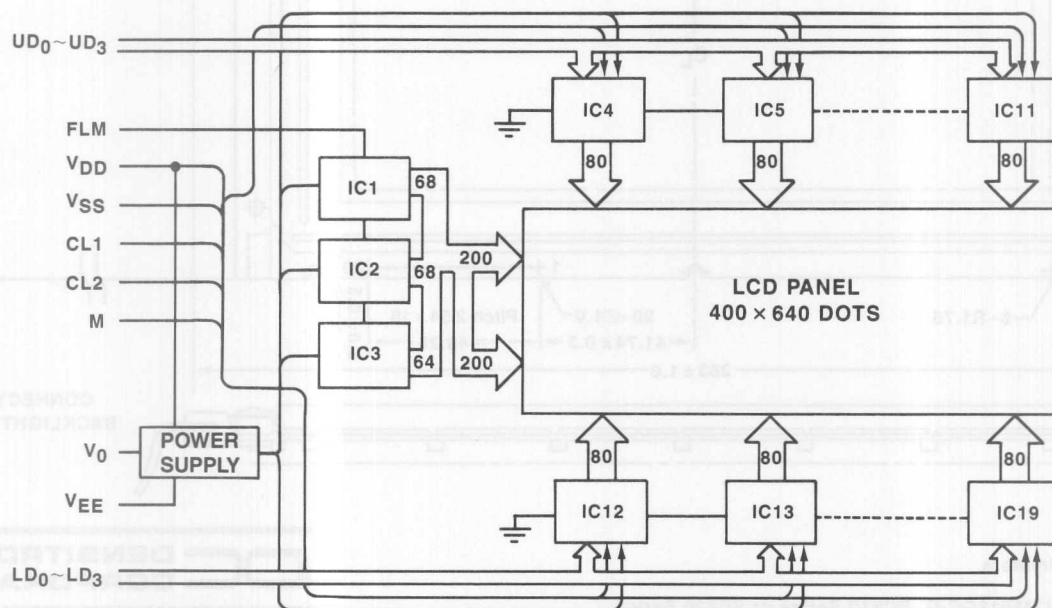 UD0~UD3
FLM
VDD
VSS
CL1
CL2
M
V0
VEE
LD0~LD3
POWER
SUPPLY
IC1
IC2
IC3
68
68
64
200
200
IC4
IC5
IC11
80
80
80
LCD PANEL
400 × 640 DOTS
80
80
80
IC12
IC13
IC19